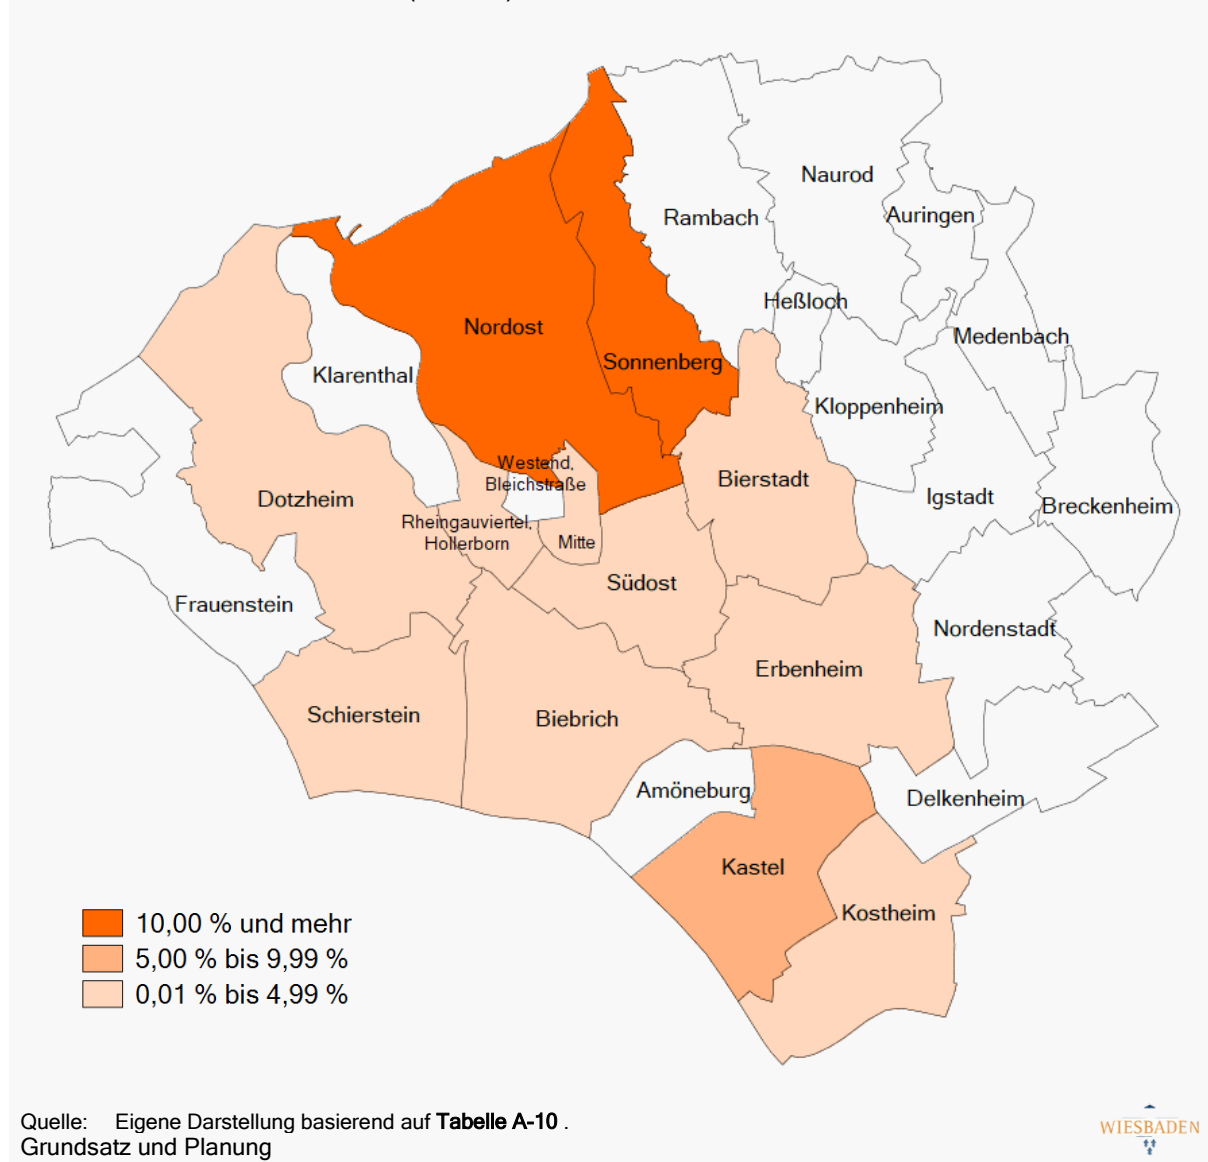 Naurod
Rambach
Auringen
Heßloch
Nordost
Medenbach
Sonnenberg
Klarenthal
Kloppenheim
Westend,
Bleichstraße
Bierstadt
Dotzheim
Igstadt
Breckenheim
Rheingauviertel,
Hollerborn
Mitte
Südost
Frauenstein
Nordenstadt
Erbenheim
Schierstein
Biebrich
Amöneburg
Delkenheim
Kastel
Kostheim
10,00 % und mehr
5,00 % bis 9,99 %
0,01 % bis 4,99 %
Quelle: Eigene Darstellung basierend auf Tabelle A-10 .
Grundsatz und Planung
WIESBADEN